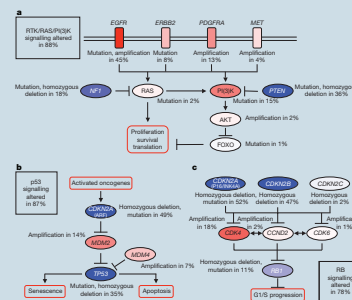 a
RTK/RAS/PI(3)K
signalling altered
in 88%
EGFR
ERBB2
PDGFRA
MET
Mutation, amplification
in 45%
Mutation
in 8%
Amplification
in 13%
Amplification
in 4%
Mutation, homozygous
deletion in 18%
NF1
RAS
PI(3)K
PTEN
Mutation, homozygous
deletion in 36%
Mutation in 2%
Mutation in 15%
AKT
Amplification in 2%
Proliferation
survival
translation
FOXO
Mutation in 1%
b
p53
signalling
altered
in 87%
Activated oncogenes
CDKN2A
(ARF)
Homozygous deletion,
mutation in 49%
Amplification in 14%
MDM2
MDM4
Amplification in 7%
TP53
Senescence
Mutation, homozygous
deletion in 35%
Apoptosis
c
CDKN2A
(P16/INK4A)
CDKN2B
CDKN2C
Homozygous deletion,
mutation in 52%
Homozygous
deletion in 47%
Homozygous
deletion in 2%
Amplification
in 18%
Amplification
in 2%
in 1%
CDK4
CCND2
CDK6
Homozygous deletion,
mutation in 11%
RB1
G1/S progression
RB
signalling
altered
in 78%